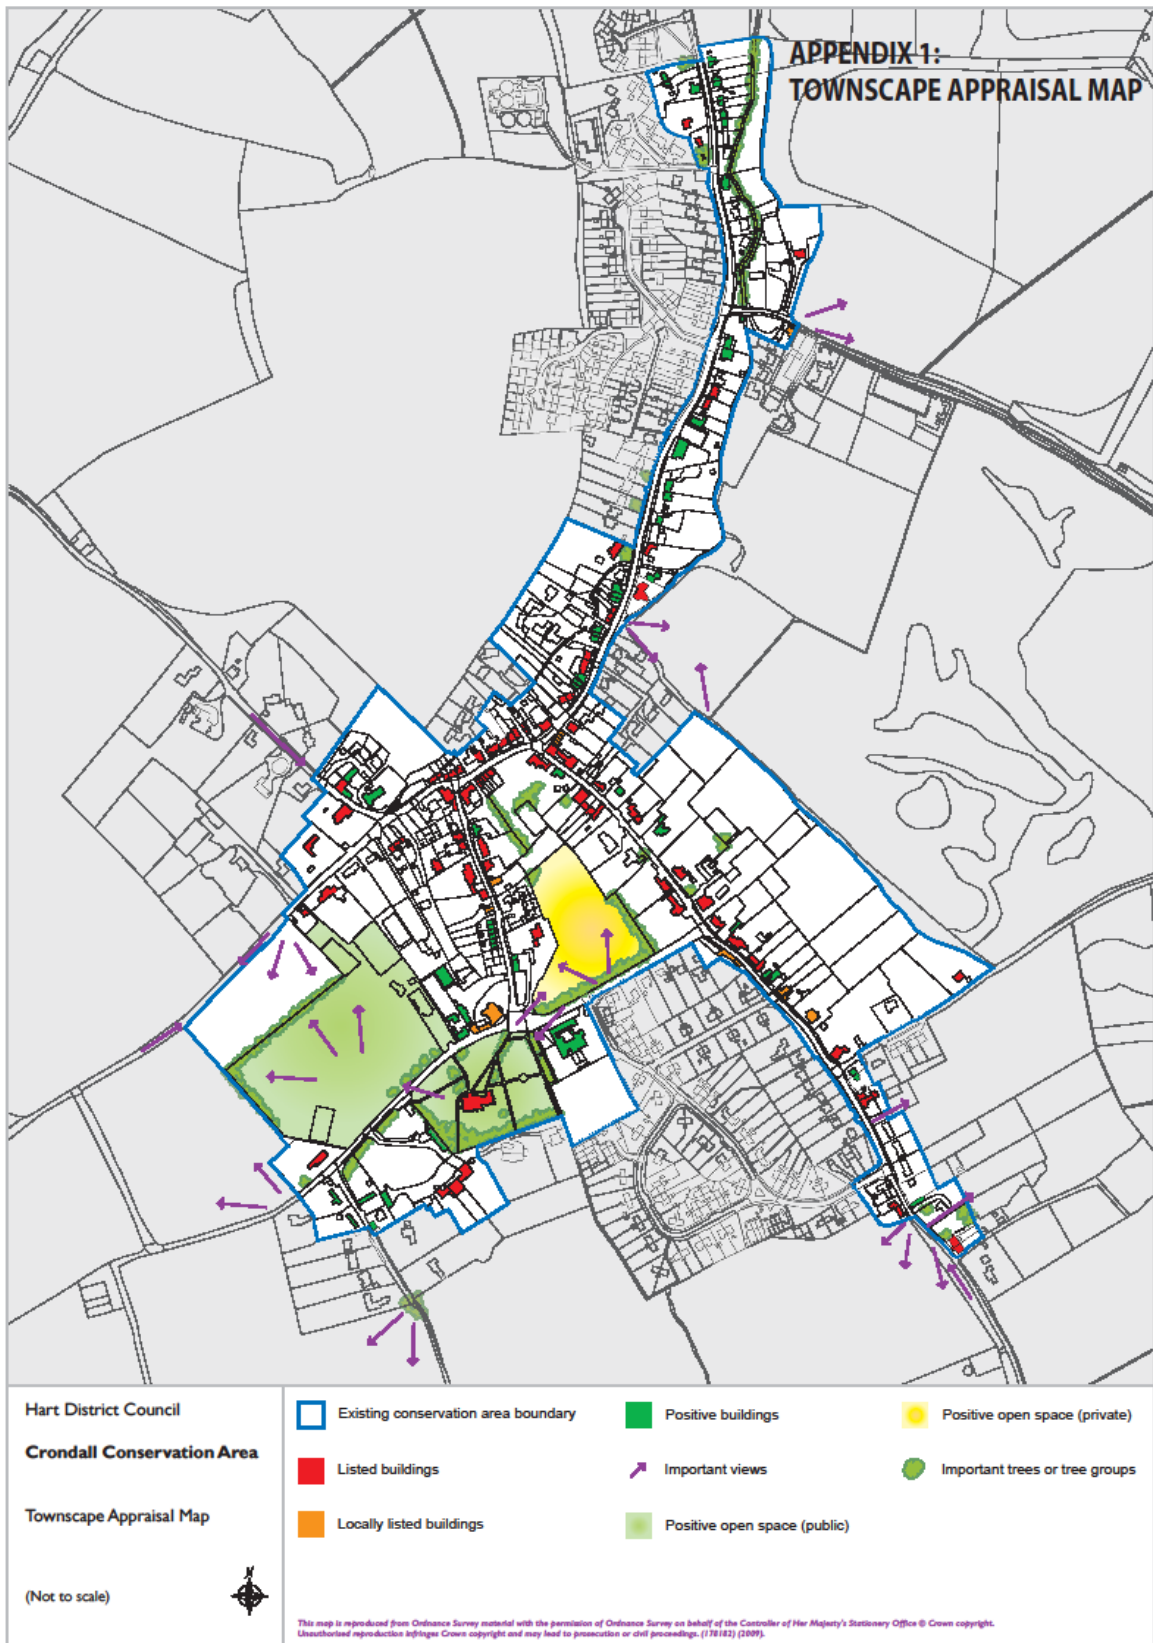 APPENDIX 1:
TOWNSCAPE APPRAISAL MAP
Hart District Council
Crondall Conservation Area
Townscape Appraisal Map
(Not to scale)
N
Existing conservation area boundary
Listed buildings
Locally listed buildings
Positive buildings
Important views
Positive open space (public)
Positive open space (private)
Important trees or tree groups
This map is reproduced from Ordnance Survey material with the permission of Ordnance Survey on behalf of the Controller of Her Majesty's Stationery Office © Crown copyright.
Unauthorised reproduction infringes Crown copyright and may lead to prosecution or civil proceedings. (178182) (2009).